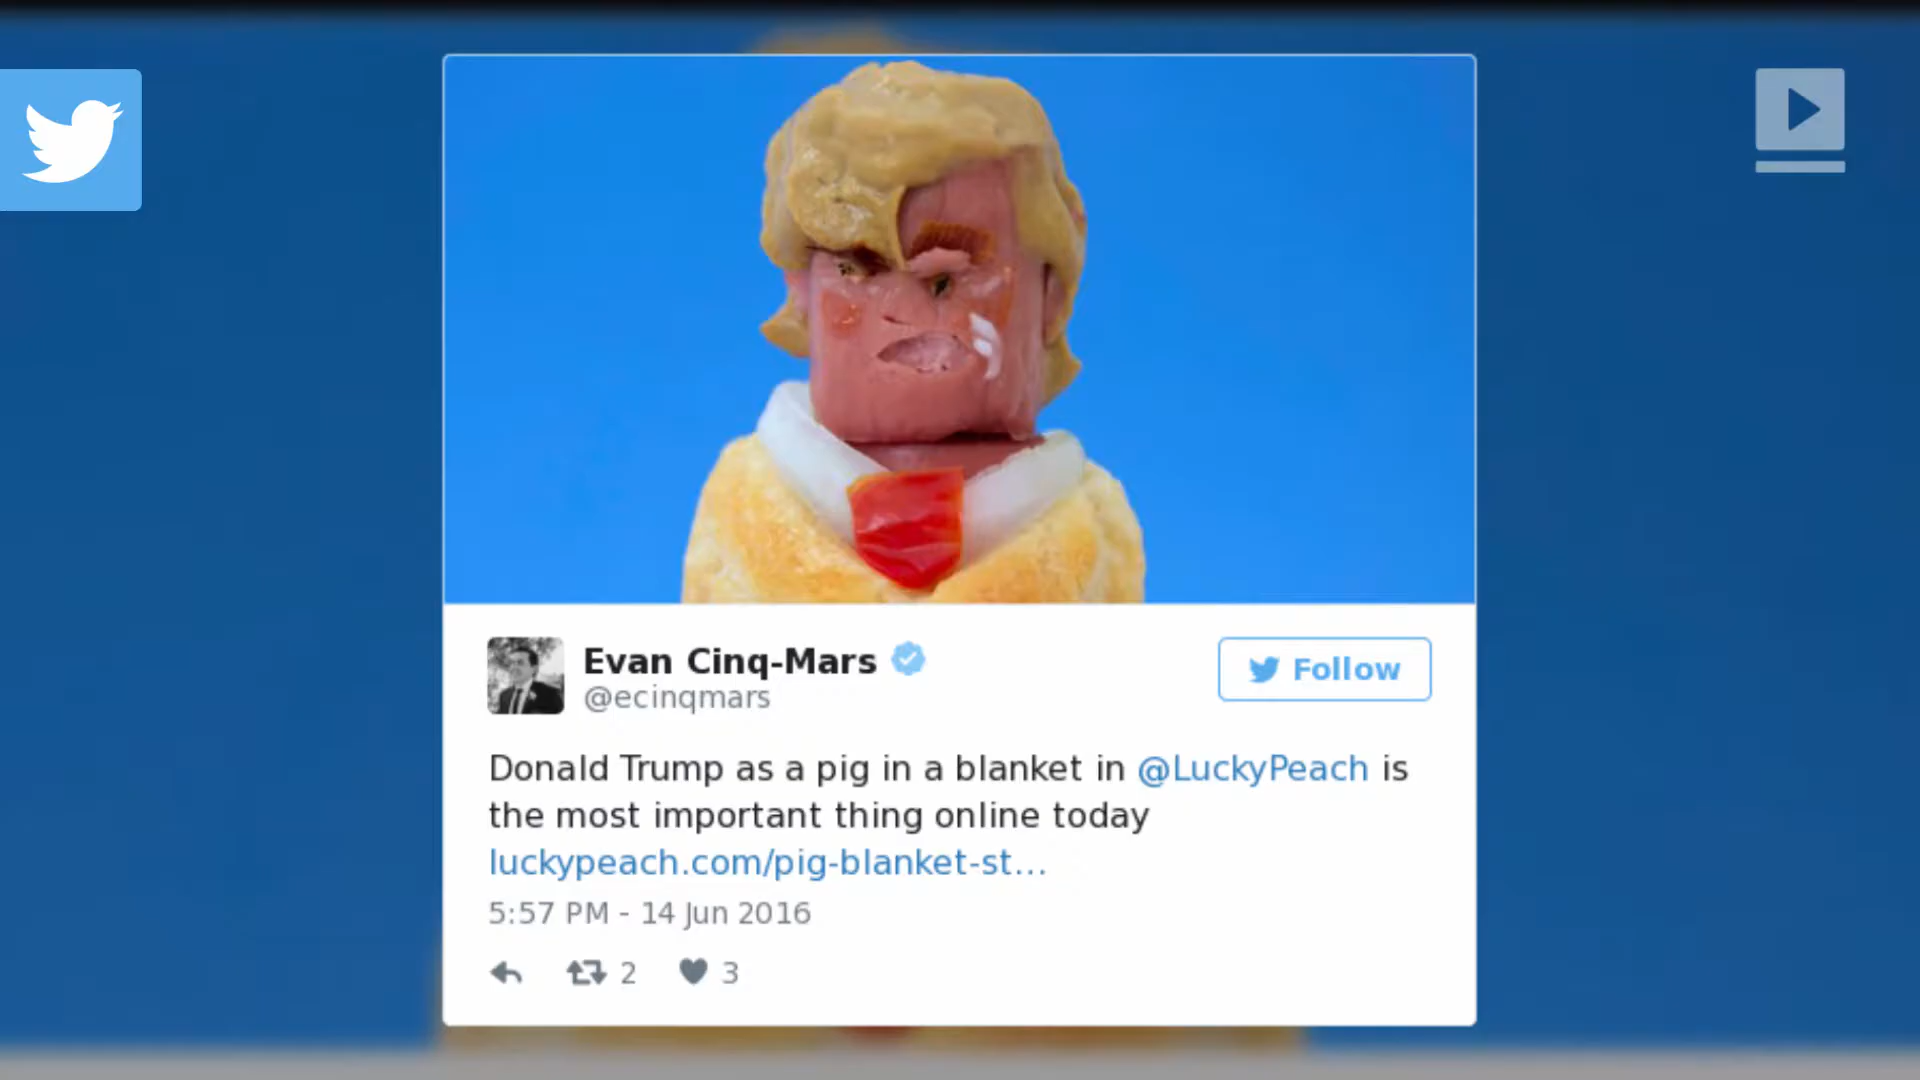 Evan Cinq-Mars
@ecinqmars
Follow
Donald Trump as a pig in a blanket in @LuckyPeach is
the most important thing online today
luckypeach.com/pig-blanket-st...
5:57 PM - 14 Jun 2016
2 3